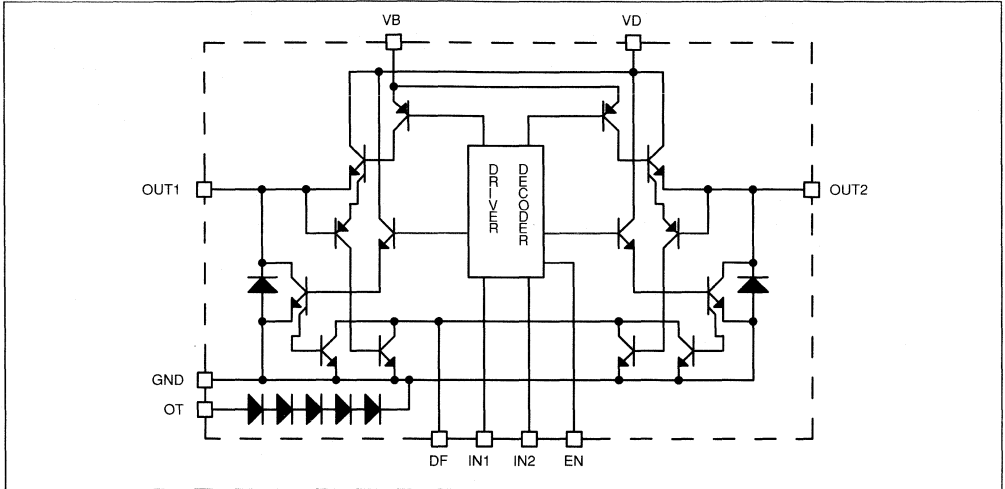 VB
VD
OUT1
DRIVER
DECODER
OUT2
GND
OT
DF
IN1
IN2
EN